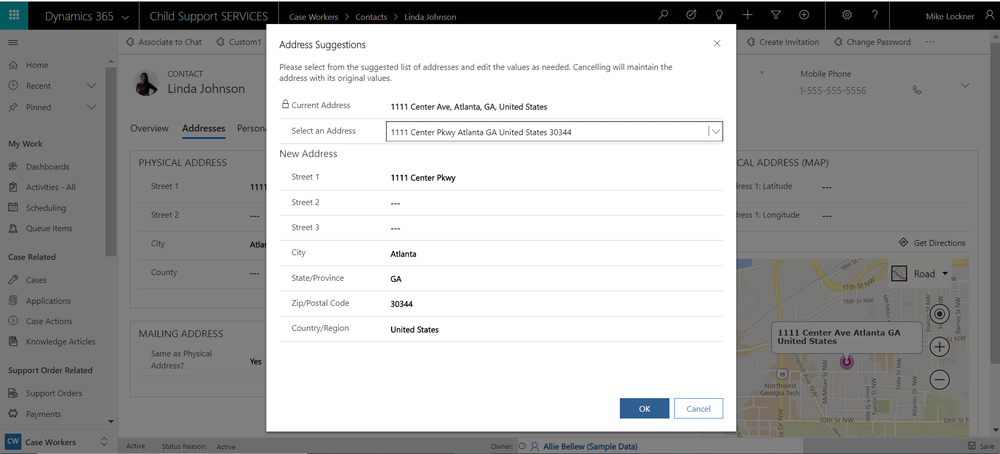 Dynamics 365
Child Support SERVICES
Case Workers > Contacts > Linda Johnson
Mike Lockner
Associate to Chat
Custom1
Create Invitation
Change Password
Home
Recent
Pinned
My Work
Dashboards
Activities - All
Scheduling
Queue Items
Case Related
Cases
Applications
Case Actions
Knowledge Articles
Support Order Related
Support Orders
Payments
CW Case Workers
CONTACT
Linda Johnson
Mobile Phone
1-555-555-5556
Overview
Addresses
Persona
PHYSICAL ADDRESS
Street 1 1111
Street 2 ---
City Atlan
County ---
MAILING ADDRESS
Same as Physical
Address?
Yes
Address Suggestions
Please select from the suggested list of addresses and edit the values as needed. Cancelling will maintain the
address with its original values.
Current Address 1111 Center Ave, Atlanta, GA, United States
Select an Address 1111 Center Pkwy Atlanta GA United States 30344
New Address
Street 1 1111 Center Pkwy
Street 2 ---
Street 3 ---
City Atlanta
State/Province GA
Zip/Postal Code 30344
Country/Region United States
OK
Cancel
CAL ADDRESS (MAP)
dress 1: Latitude ---
dress 1: Longitude ---
Get Directions
Road
18th St NW
17th St NW
16th St NW
Francis St NW
Barnes St NW
1111 Center Ave Atlanta GA
United States
St NW
19
Northwest
Georgia Tech
McMillan St NW
State St NW
Hirsch St NW
Tumlin St NW
Atlantic Dr NW
10th St NW
10th St N
Active
Status Reason: Active
Owner: Allie Bellew (Sample Data)
Save